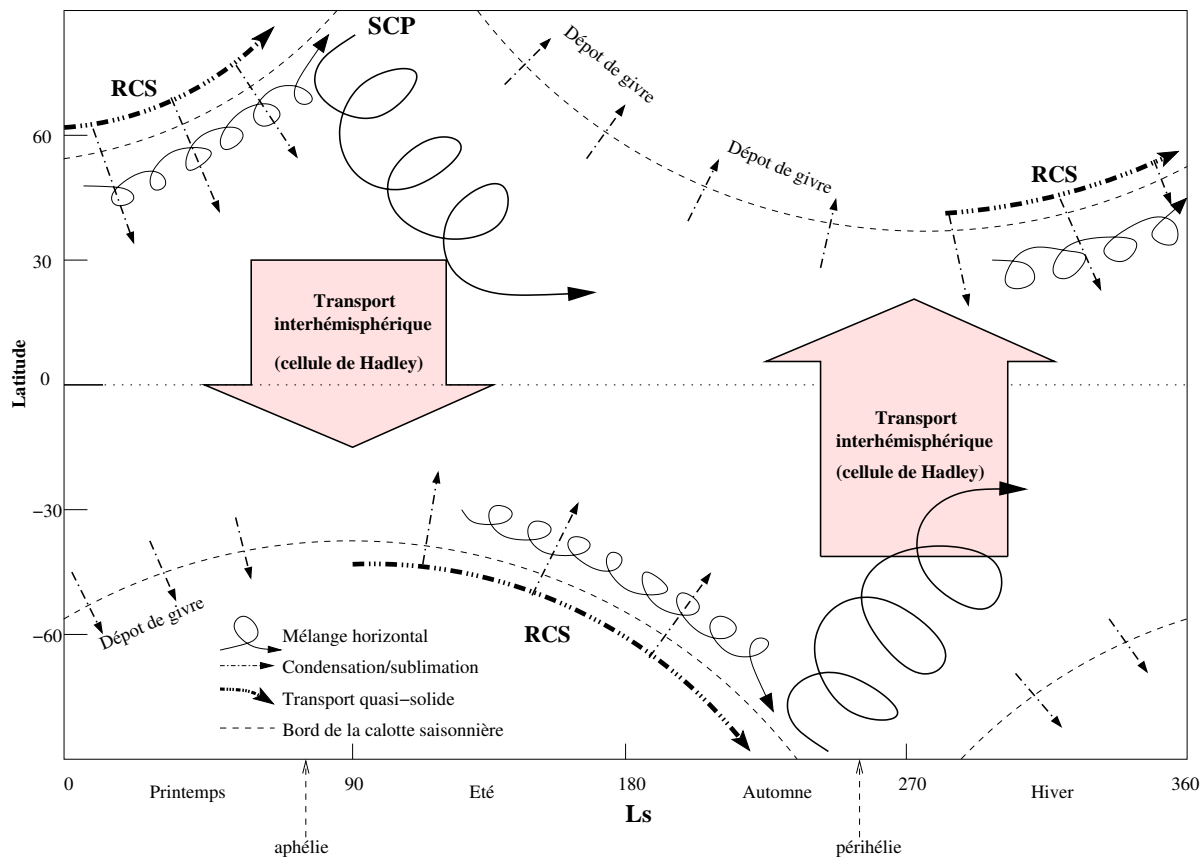 SCP
RCS
Dépot de givre
Dépot de givre
RCS
60
30
0
−30
−60
Latitude
Transport
interhémisphérique
(cellule de Hadley)
Transport
interhémisphérique
(cellule de Hadley)
RCS
Dépot de givre
Mélange horizontal
Condensation/sublimation
Transport quasi−solide
Bord de la calotte saisonnière
0
90
180
270
360
Printemps
Eté
Automne
Hiver
Ls
aphélie
périhélie